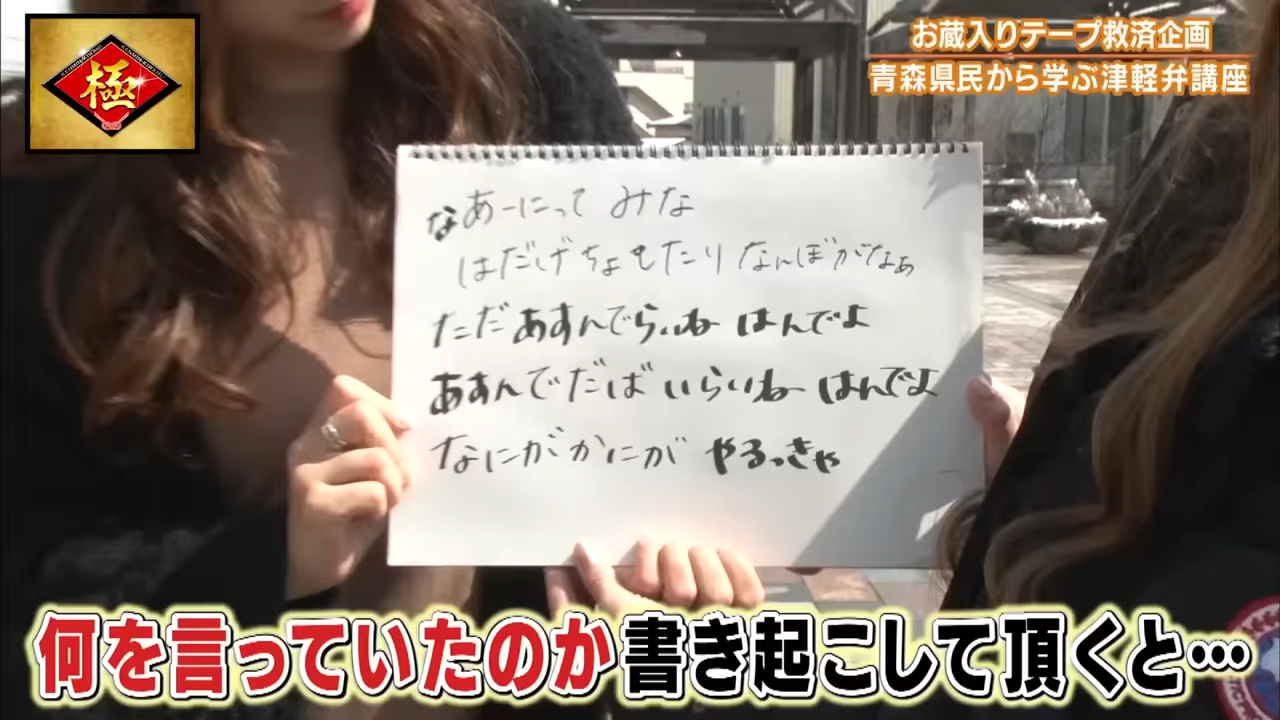 極
お蔵入りテープ救済企画
青森県民から学ぶ津軽弁講座
なあーにって みな
はだげちょもたり なんぼがなぁ
ただあすんでらいねー はんでよ
あすんでだば いらいねー はんでよ
なにがかにが やるっきゃ
何を言っていたのか書き起こして頂くと…